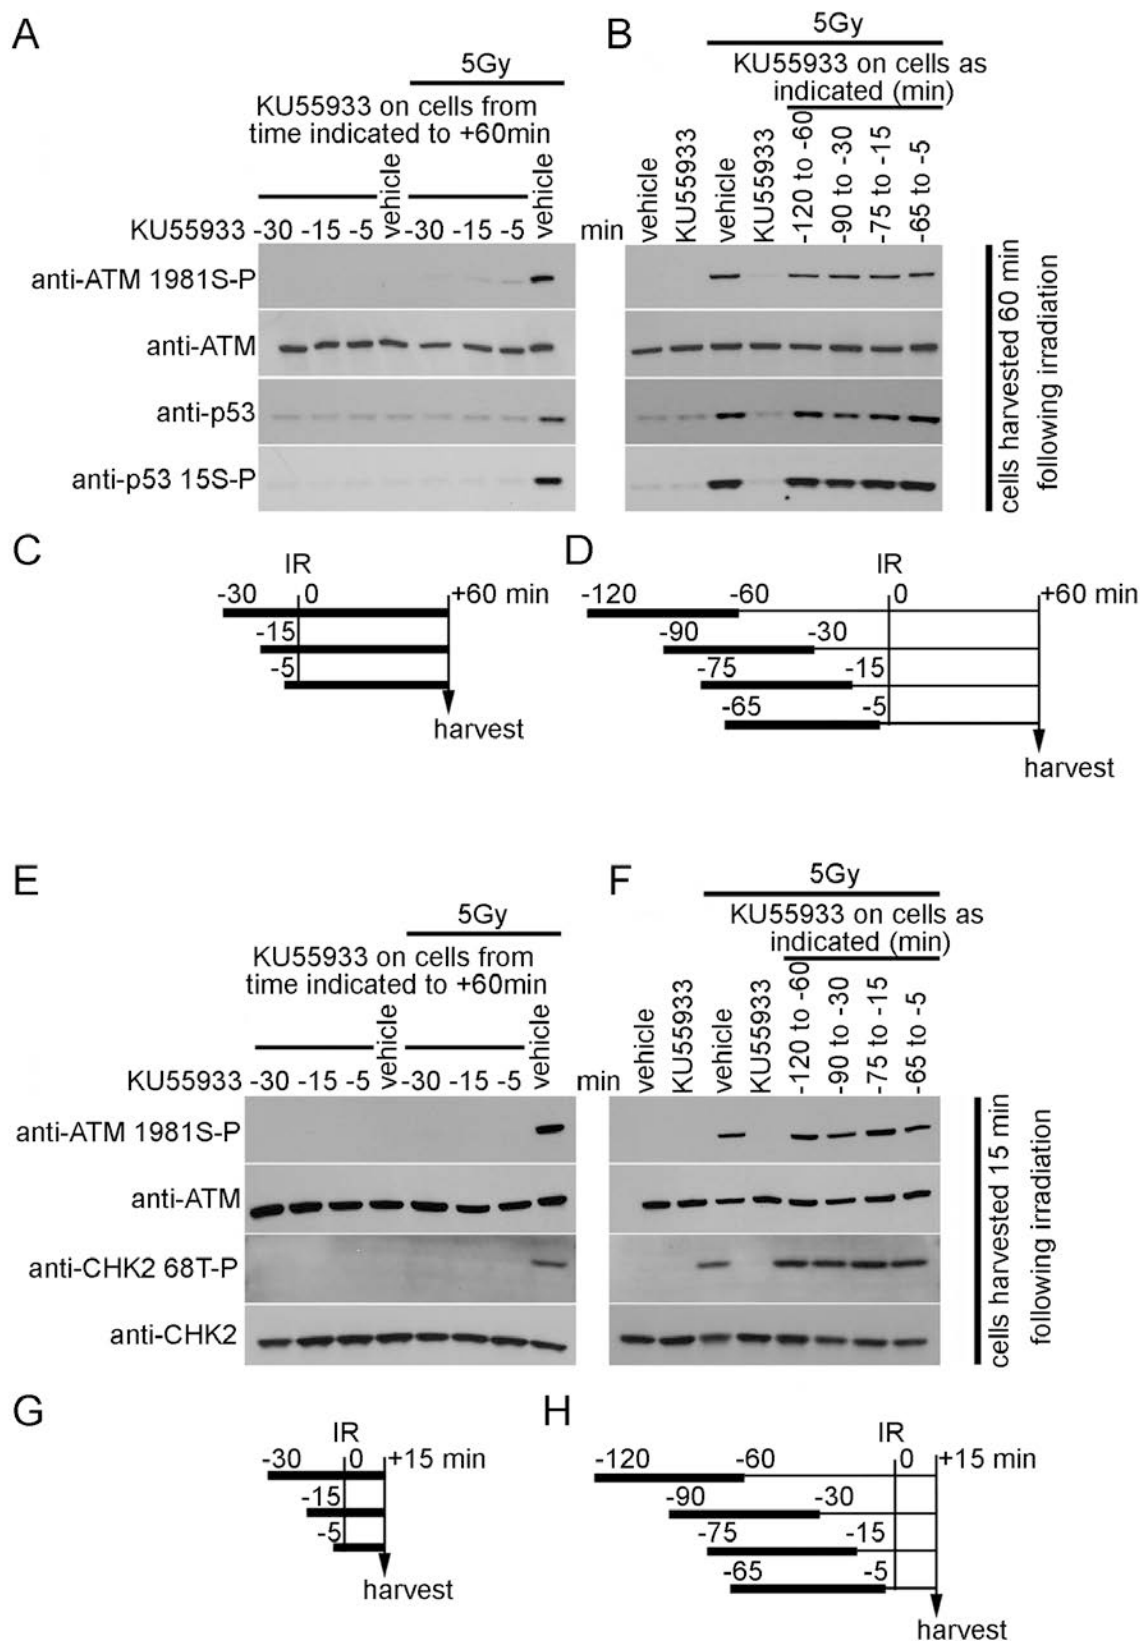 A
5Gy
KU55933 on cells from
time indicated to +60min
vehicle
vehicle
KU55933 -30 -15 -5 -30 -15 -5 min
anti-ATM 1981S-P
anti-ATM
anti-p53
anti-p53 15S-P
B
5Gy
KU55933 on cells as
indicated (min)
vehicle
KU55933
vehicle
KU55933
-120 to -60
-90 to -30
-75 to -15
-65 to -5
cells harvested 60 min
following irradiation
C
IR
-30 0 +60 min
-15
-5
harvest
D
IR
-120 -60 0 +60 min
-90 -30
-75 -15
-65 -5
harvest
E
5Gy
KU55933 on cells from
time indicated to +60min
vehicle
vehicle
KU55933 -30 -15 -5 -30 -15 -5 min
anti-ATM 1981S-P
anti-ATM
anti-CHK2 68T-P
anti-CHK2
F
5Gy
KU55933 on cells as
indicated (min)
vehicle
KU55933
vehicle
KU55933
-120 to -60
-90 to -30
-75 to -15
-65 to -5
cells harvested 15 min
following irradiation
G
IR
-30 0 +15 min
-15
-5
harvest
H
IR
-120 -60 0 +15 min
-90 -30
-75 -15
-65 -5
harvest